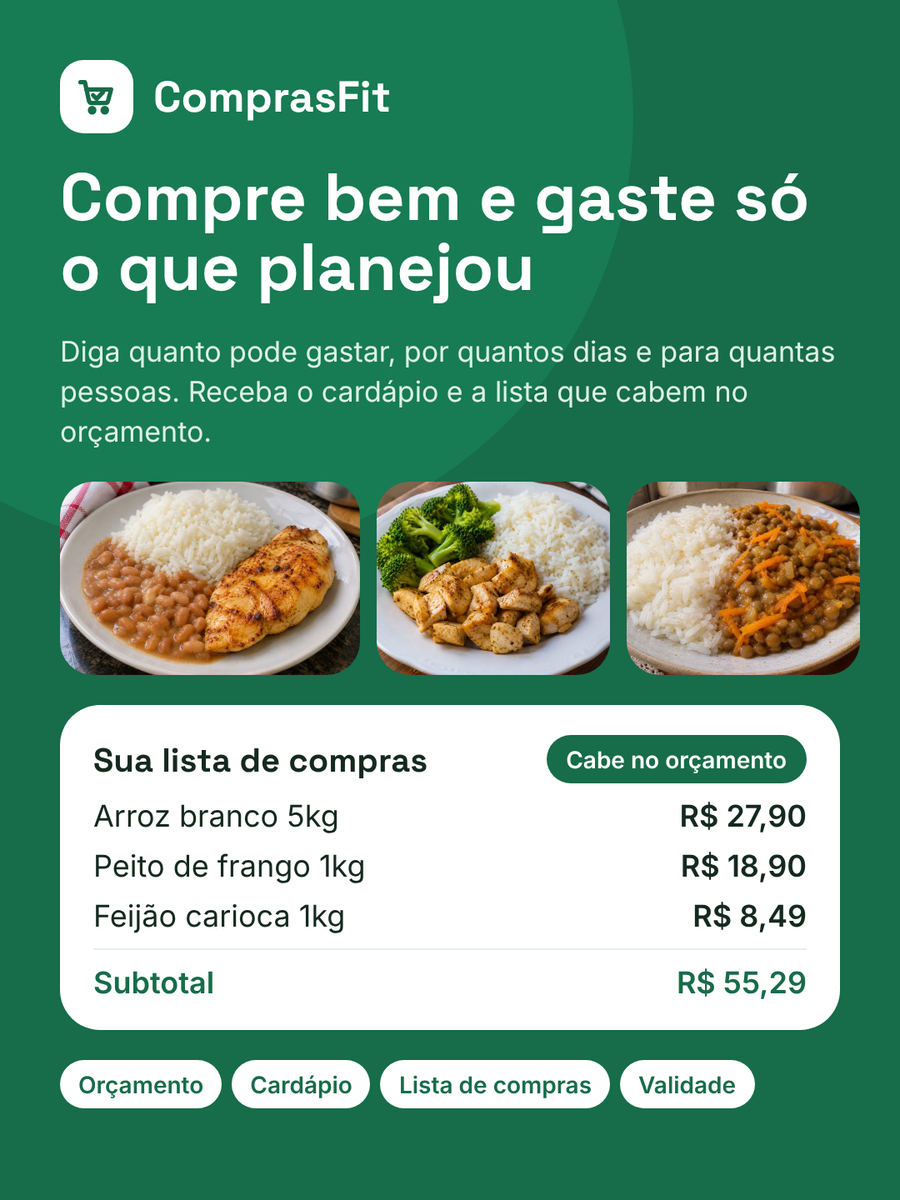 ComprasFit
Compre bem e gaste só
o que planejou
Diga quanto pode gastar, por quantos dias e para quantas
pessoas. Receba o cardápio e a lista que cabem no
orçamento.
Sua lista de compras
Cabe no orçamento
Arroz branco 5kg R$ 27,90
Peito de frango 1kg R$ 18,90
Feijão carioca 1kg R$ 8,49
Subtotal R$ 55,29
Orçamento Cardápio Lista de compras Validade